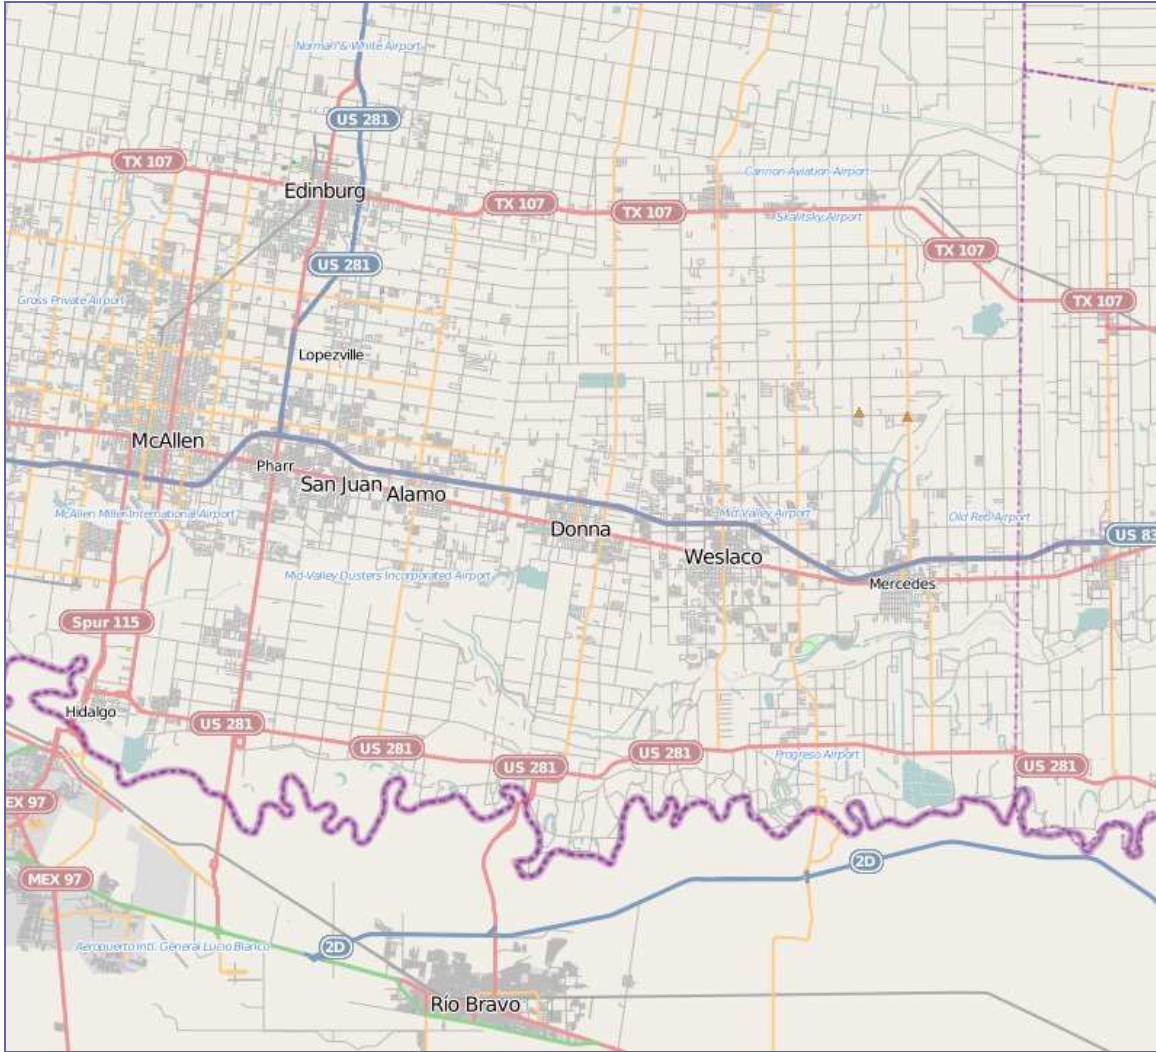 Norman & White Airport
US 281
TX 107
Edinburg
Cannon Aviation Airport
TX 107
TX 107
Skalitsky Airport
TX 107
US 281
Gross Private Airport
TX 107
Lopezville
McAllen
Pharr
San Juan
Alamo
McAllen Miller International Airport
Donna
Mid-Valley Airport
Old Reb Airport
US 83
Weslaco
Mid-Valley Dusters Incorporated Airport
Mercedes
Spur 115
Hidalgo
US 281
US 281
US 281
US 281
Progreso Airport
US 281
EX 97
MEX 97
2D
Aeropuerto Intl. General Lucio Blanco
2D
Río Bravo